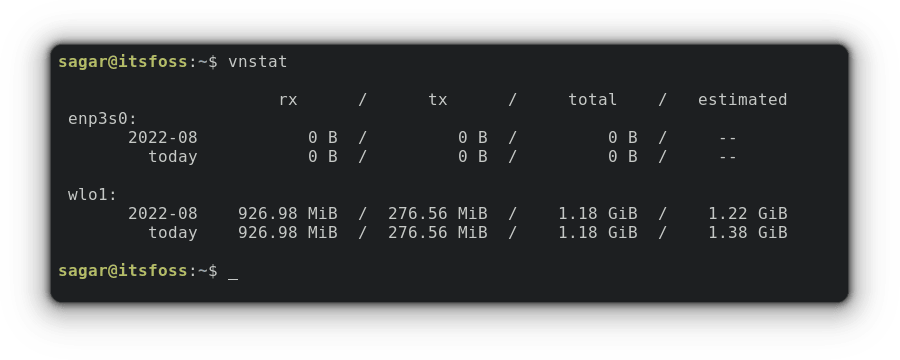 sagar@itsfoss:~$ vnstat
rx / tx / total / estimated
enp3s0:
2022-08 0 B / 0 B / 0 B / --
today 0 B / 0 B / 0 B / --
wlo1:
2022-08 926.98 MiB / 276.56 MiB / 1.18 GiB / 1.22 GiB
today 926.98 MiB / 276.56 MiB / 1.18 GiB / 1.38 GiB
sagar@itsfoss:~$ _